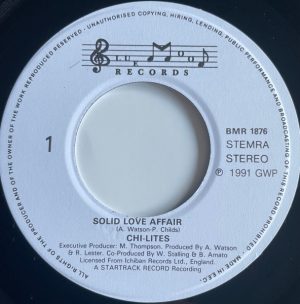 BLUE MOON
RECORDS
ALL RIGHTS OF THE PRODUCER AND OF THE OWNER OF THE WORK REPRODUCED RESERVED - UNAUTHORISED COPYING, HIRING, LENDING, PUBLIC PERFORMANCE AND BROADCASTING OF THIS RECORD PROHIBITED - MADE IN E.E.C.
1
BMR 1876
STEMRA
STEREO
℗ 1991 GWP
SOLID LOVE AFFAIR
(A. Watson-P. Childs)
CHI-LITES
Executive Producer: M. Thompson. Produced By A. Watson
& R. Lester. Co-Produced By W. Stalling & B. Amato
Licensed From Ichiban Records Ltd., England.
A STARTRACK RECORD Recording